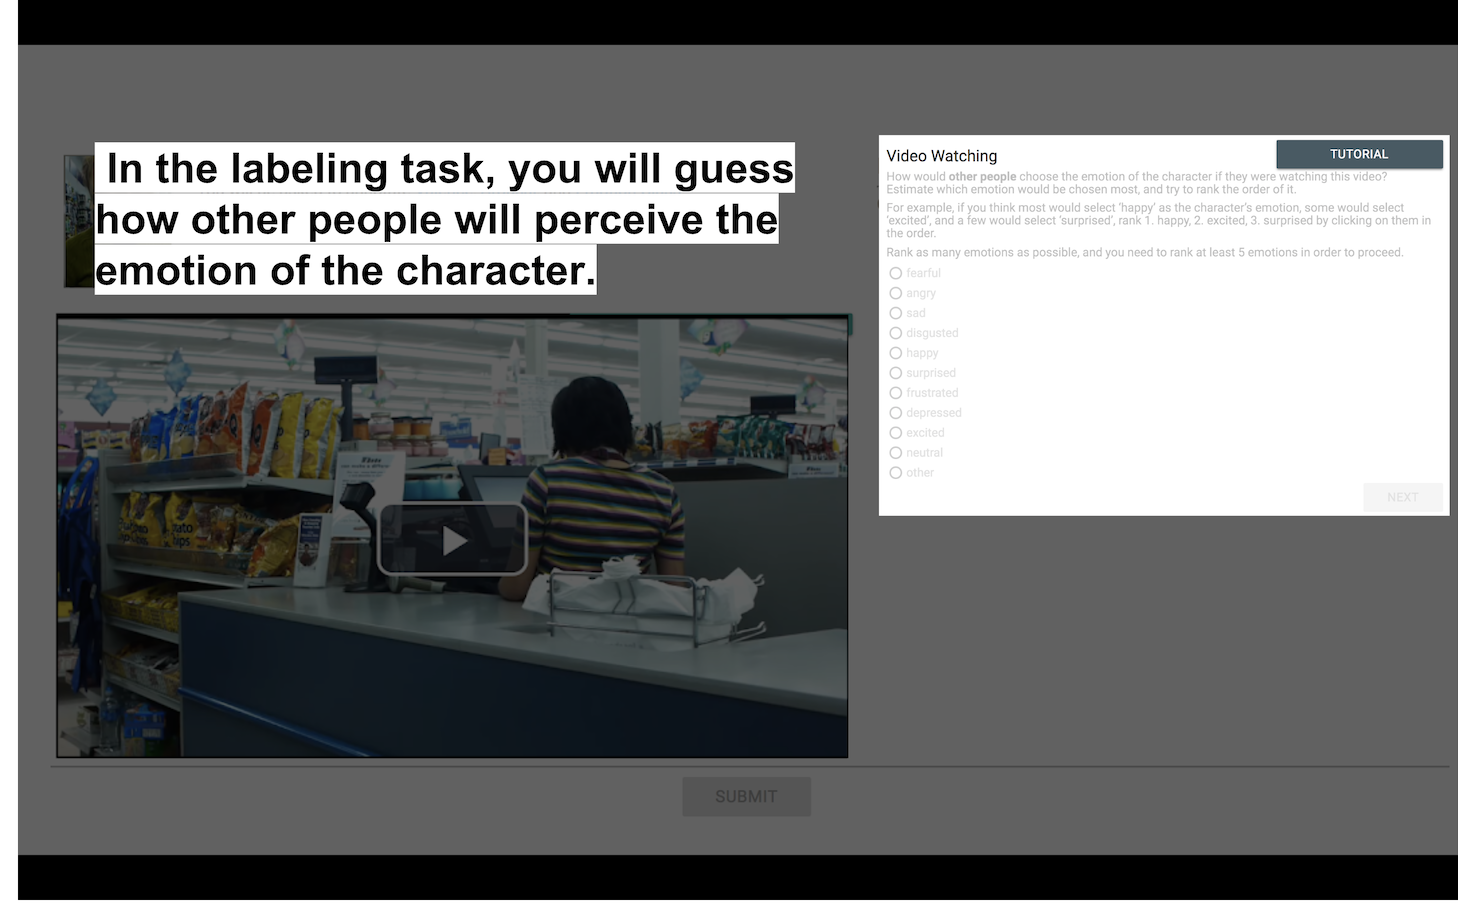 In the labeling task, you will guess
how other people will perceive the
emotion of the character.
Video Watching
TUTORIAL
How would other people choose the emotion of the character if they were watching this video?
Estimate which emotion would be chosen most, and try to rank the order of it.
For example, if you think most would select 'happy' as the character's emotion, some would select
'excited', and a few would select 'surprised', rank 1. happy, 2. excited, 3. surprised by clicking on them in
the order.
Rank as many emotions as possible, and you need to rank at least 5 emotions in order to proceed.
fearful
angry
sad
disgusted
happy
surprised
frustrated
depressed
excited
neutral
other
NEXT
SUBMIT